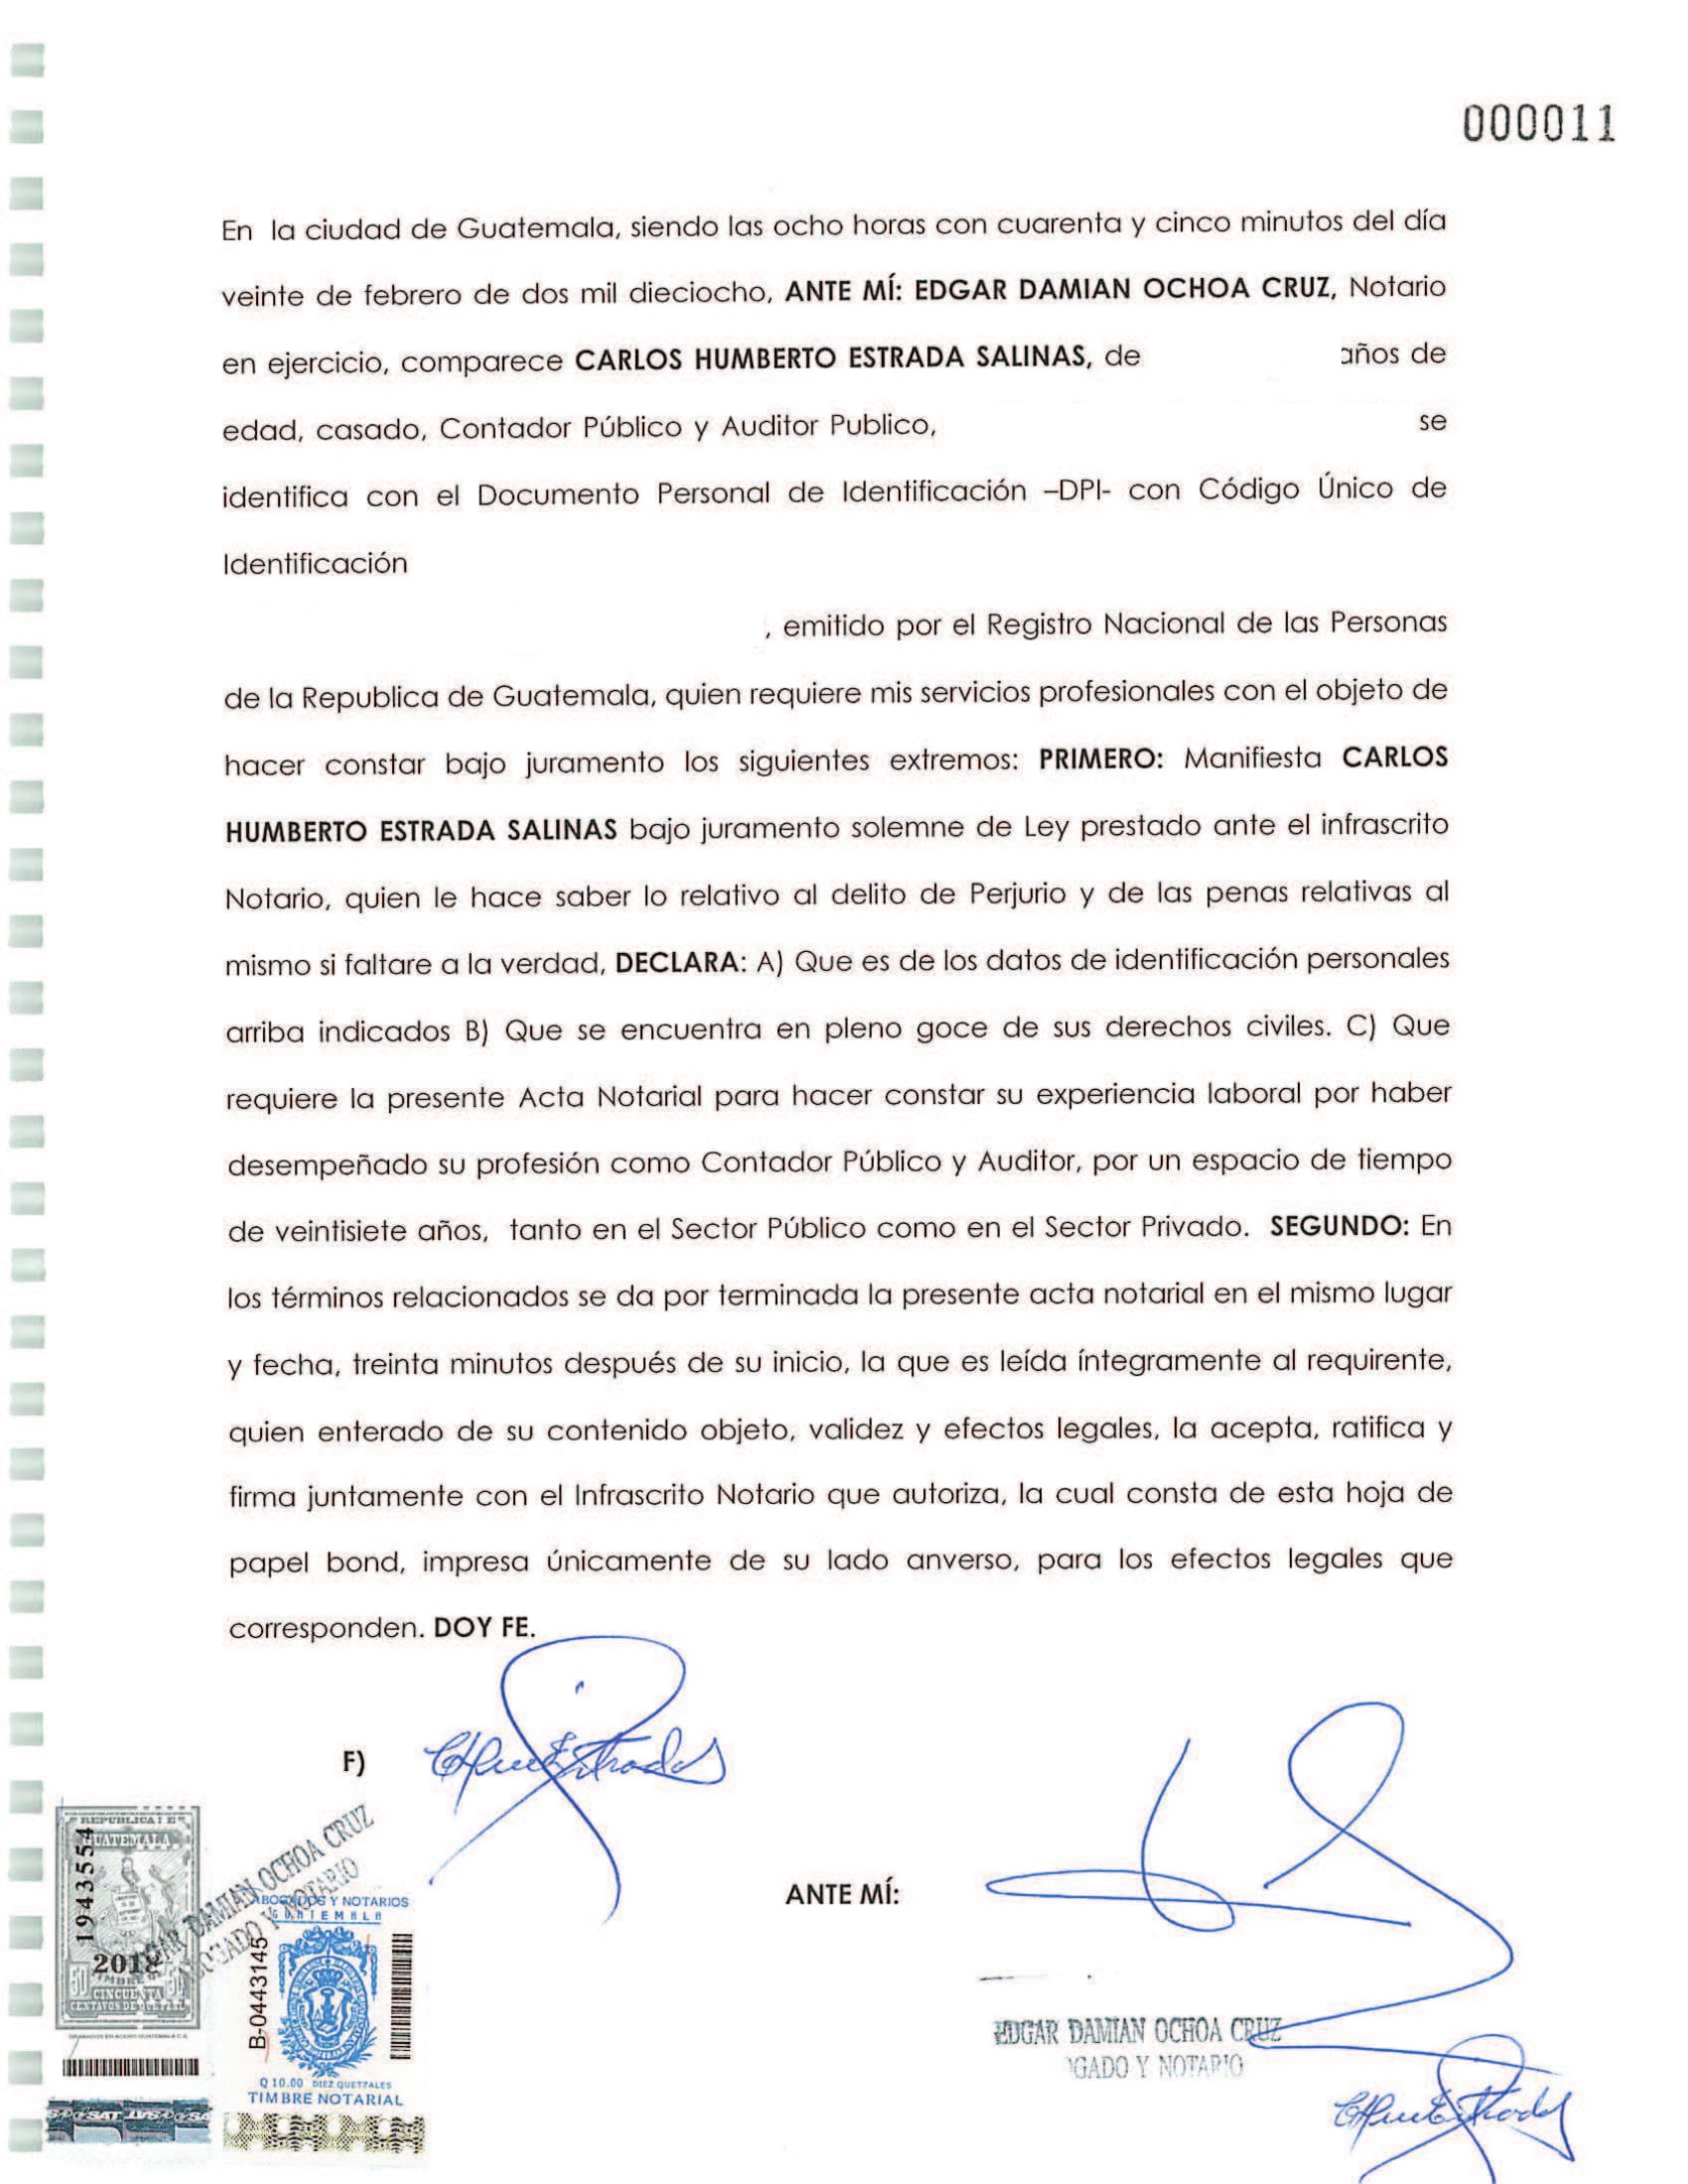 000011
En la ciudad de Guatemala, siendo las ocho horas con cuarenta y cinco minutos del día
veinte de febrero de dos mil dieciocho, ANTE MÍ: EDGAR DAMIAN OCHOA CRUZ, Notario
en ejercicio, comparece CARLOS HUMBERTO ESTRADA SALINAS, de años de
edad, casado, Contador Público y Auditor Publico, se
identifica con el Documento Personal de Identificación –DPI- con Código Único de
Identificación
, emitido por el Registro Nacional de las Personas
de la Republica de Guatemala, quien requiere mis servicios profesionales con el objeto de
hacer constar bajo juramento los siguientes extremos: PRIMERO: Manifiesta CARLOS
HUMBERTO ESTRADA SALINAS bajo juramento solemne de Ley prestado ante el infrascrito
Notario, quien le hace saber lo relativo al delito de Perjurio y de las penas relativas al
mismo si faltare a la verdad, DECLARA: A) Que es de los datos de identificación personales
arriba indicados B) Que se encuentra en pleno goce de sus derechos civiles. C) Que
requiere la presente Acta Notarial para hacer constar su experiencia laboral por haber
desempeñado su profesión como Contador Público y Auditor, por un espacio de tiempo
de veintisiete años, tanto en el Sector Público como en el Sector Privado. SEGUNDO: En
los términos relacionados se da por terminada la presente acta notarial en el mismo lugar
y fecha, treinta minutos después de su inicio, la que es leída íntegramente al requirente,
quien enterado de su contenido objeto, validez y efectos legales, la acepta, ratifica y
firma juntamente con el Infrascrito Notario que autoriza, la cual consta de esta hoja de
papel bond, impresa únicamente de su lado anverso, para los efectos legales que
corresponden. DOY FE.
F)
ANTE MÍ:
EDGAR DAMIAN OCHOA CRUZ
OGADO Y NOTARIO
REPUBLICA DE
GUATEMALA
1943554
2018
CINCUENTA
CENTAVOS DE QUETZAL
EDGAR DAMIAN OCHOA CRUZ
ABOGADO Y NOTARIO
ABOGADOS Y NOTARIOS
GUATEMALA
B-0443145
Q 10.00 DIEZ QUETZALES
TIMBRE NOTARIAL